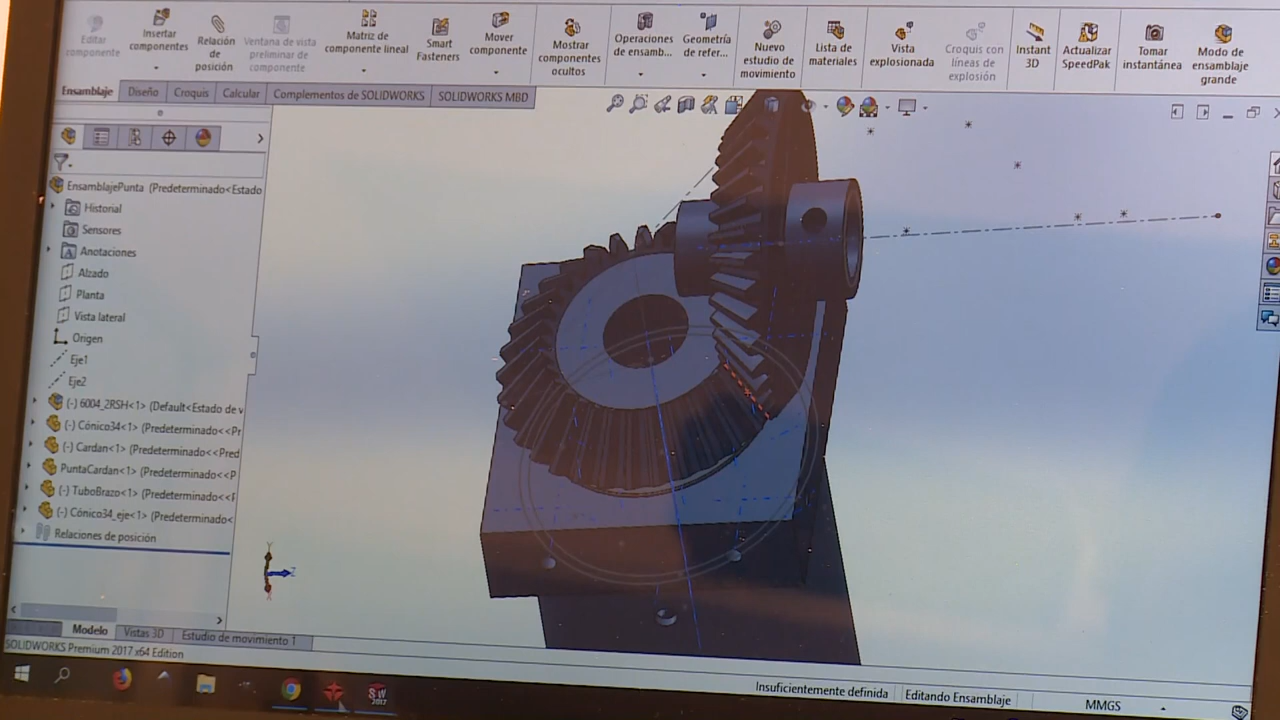 Editar
componente
Insertar
componentes
Relación
de
posición
Ventana de vista
preliminar de
componente
Matriz de
componente lineal
Smart
Fasteners
Mover
componente
Mostrar
componentes
ocultos
Operaciones
de ensamb...
Geometría
de refer...
Nuevo
estudio de
movimiento
Lista de
materiales
Vista
explosionada
Croquis con
líneas de
explosión
Instant
3D
Actualizar
SpeedPak
Tomar
instantánea
Modo de
ensamblaje
grande
Ensamblaje Diseño Croquis Calcular Complementos de SOLIDWORKS SOLIDWORKS MBD
EnsamblajePunta (Predeterminado<Estado
Historial
Sensores
Anotaciones
Alzado
Planta
Vista lateral
Origen
Eje1
Eje2
(-) 6004_2RSH<1> (Default<Estado de v
(-) Cónico34<1> (Predeterminado<<Pr
(-) Cardan<1> (Predeterminado<<Pred
PuntaCardan<1> (Predeterminado<<P
(-) TuboBrazo<1> (Predeterminado<<
(-) Cónico34_eje<1> (Predeterminado<
Relaciones de posición
Z
Modelo Vistas 3D Estudio de movimiento 1
SOLIDWORKS Premium 2017 x64 Edition
Insuficientemente definida Editando Ensamblaje MMGS
SW
2017